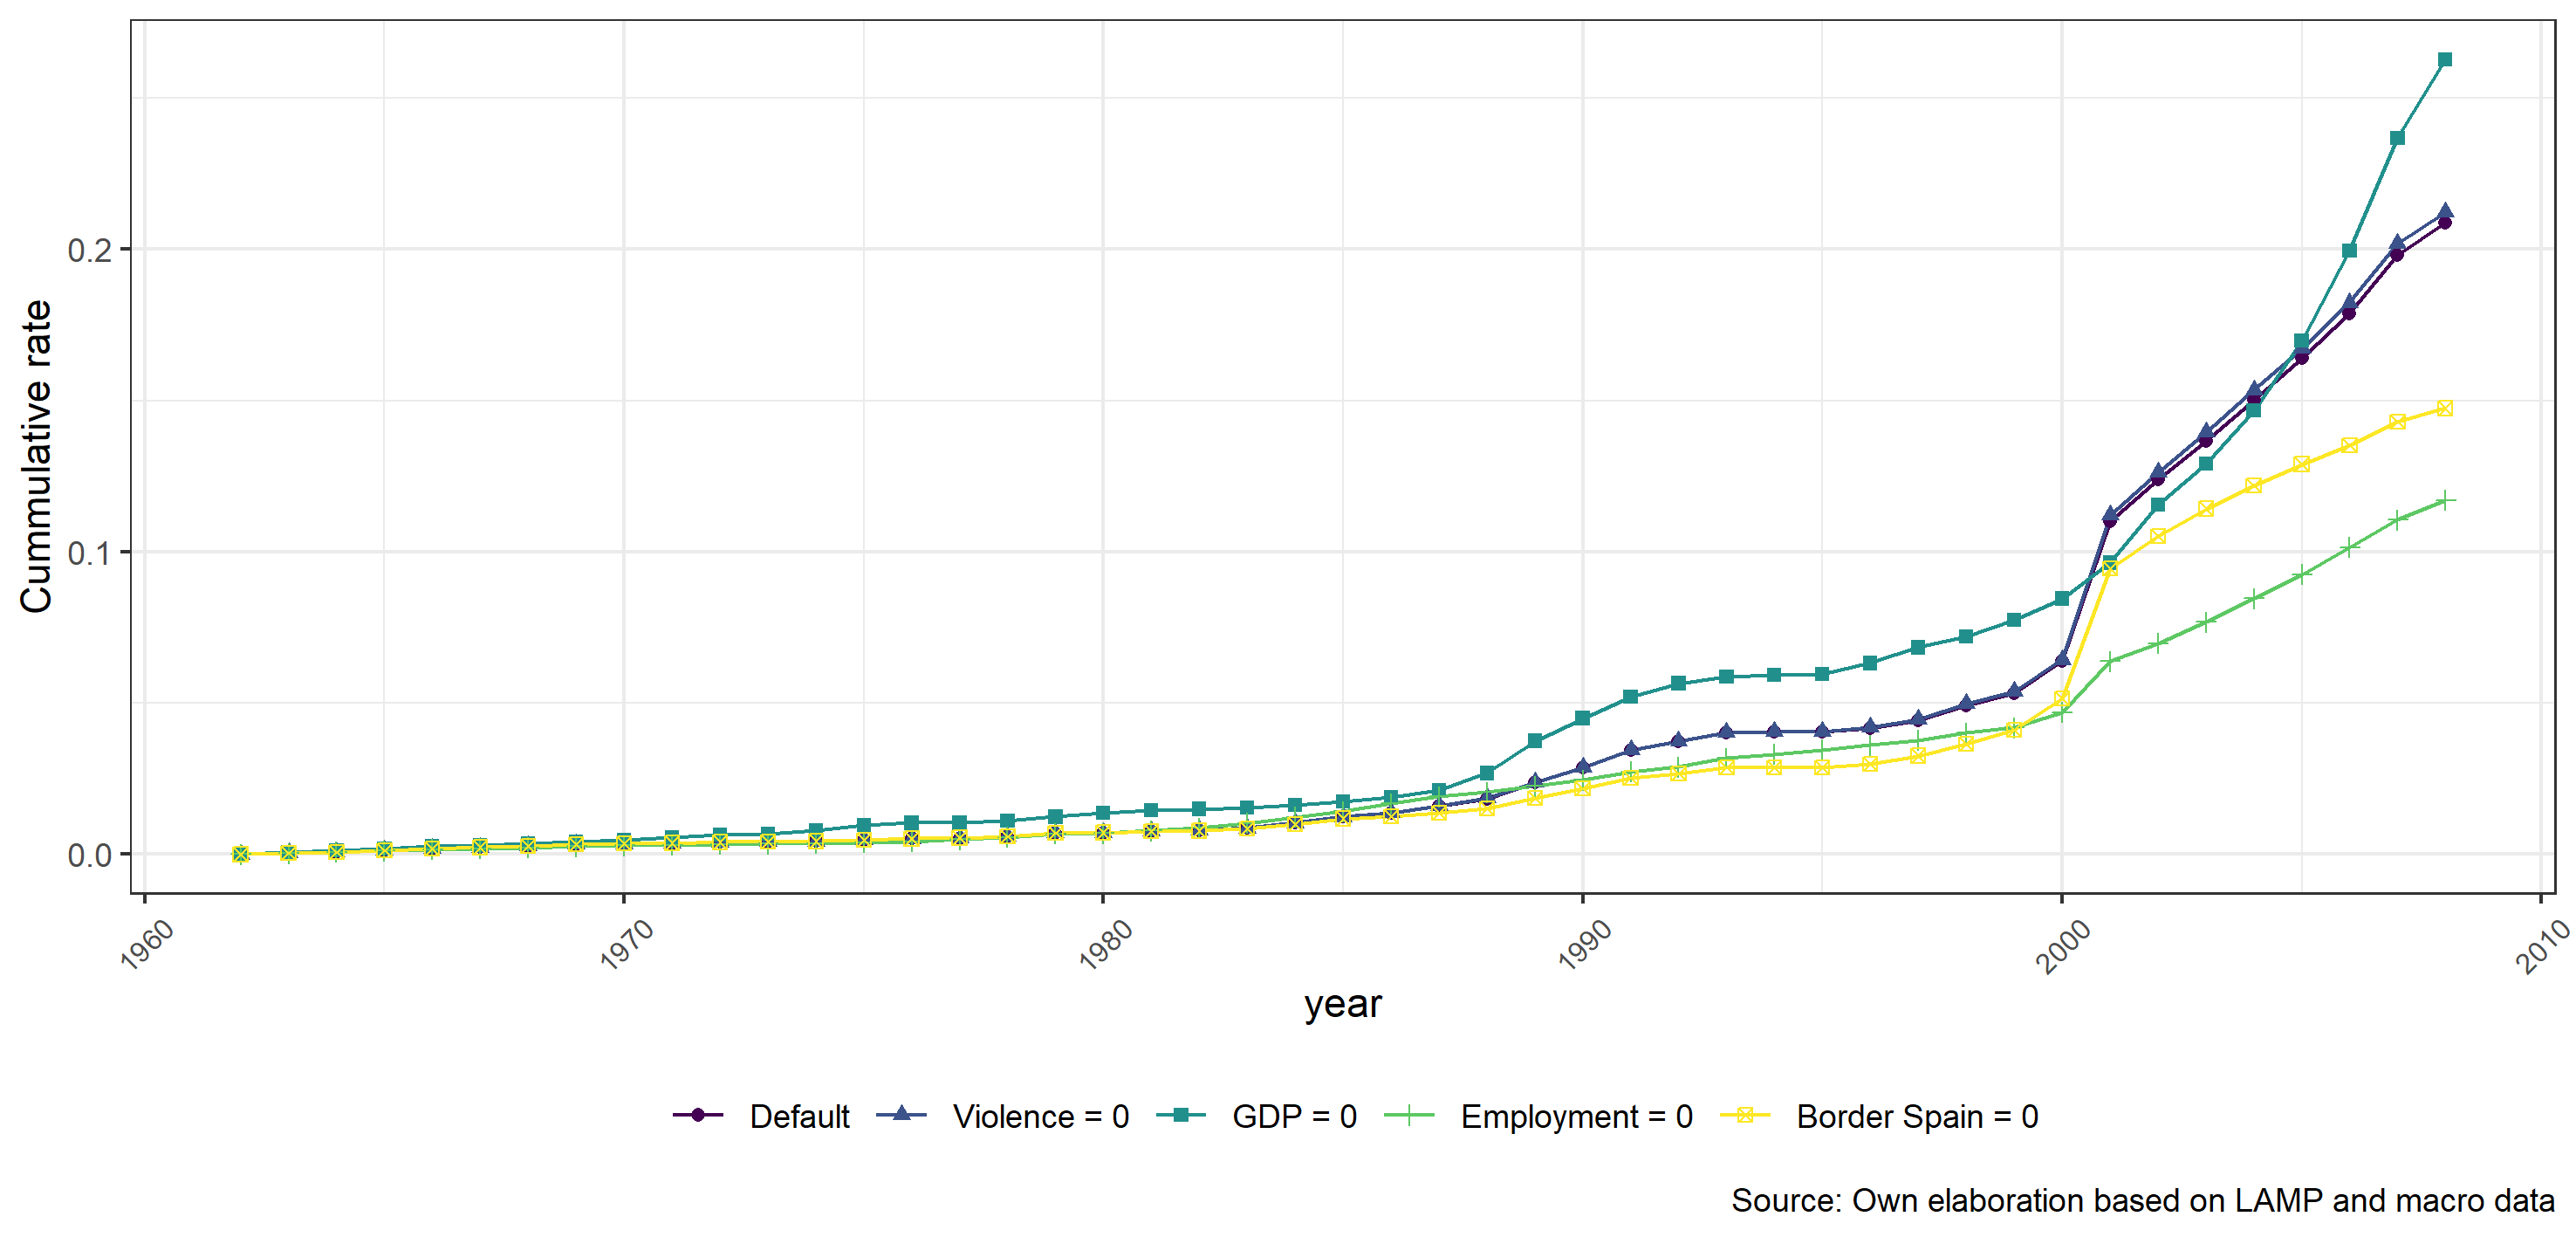 Cummulative rate
0.2
0.1
0.0
1960 1970 1980 1990 2000 2010
year
Default Violence = 0 GDP = 0 Employment = 0 Border Spain = 0
Source: Own elaboration based on LAMP and macro data